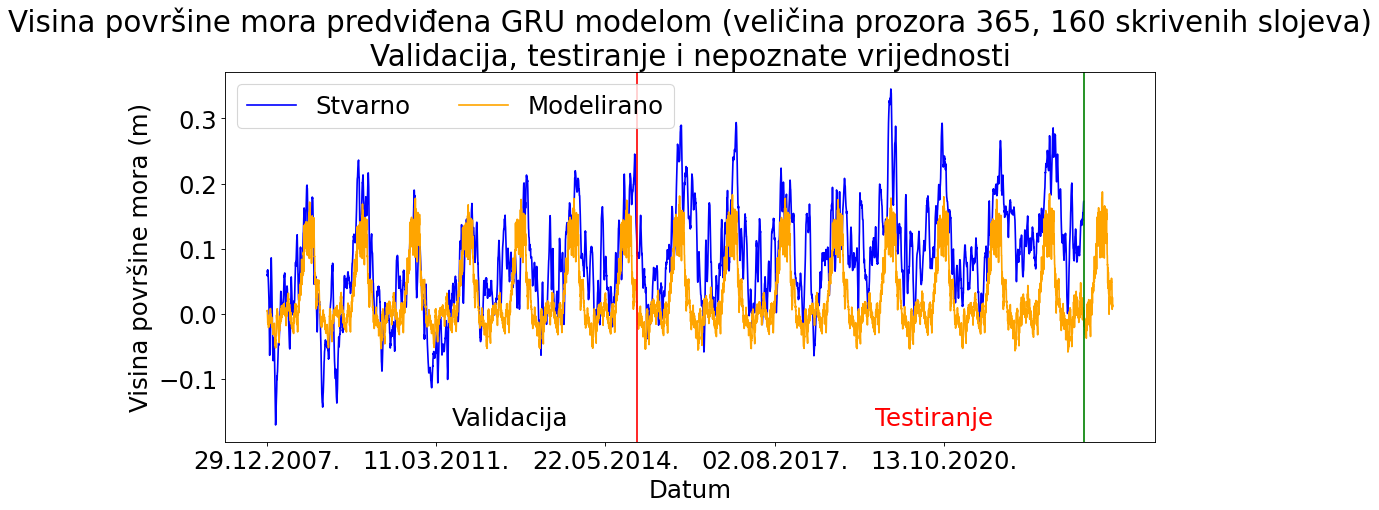 Visina površine mora predviđena GRU modelom (veličina prozora 365, 160 skrivenih slojeva)
Validacija, testiranje i nepoznate vrijednosti
Stvarno
Modelirano
Visina površine mora (m)
0.3
0.2
0.1
0.0
−0.1
Validacija
Testiranje
29.12.2007.
11.03.2011.
22.05.2014.
02.08.2017.
13.10.2020.
Datum